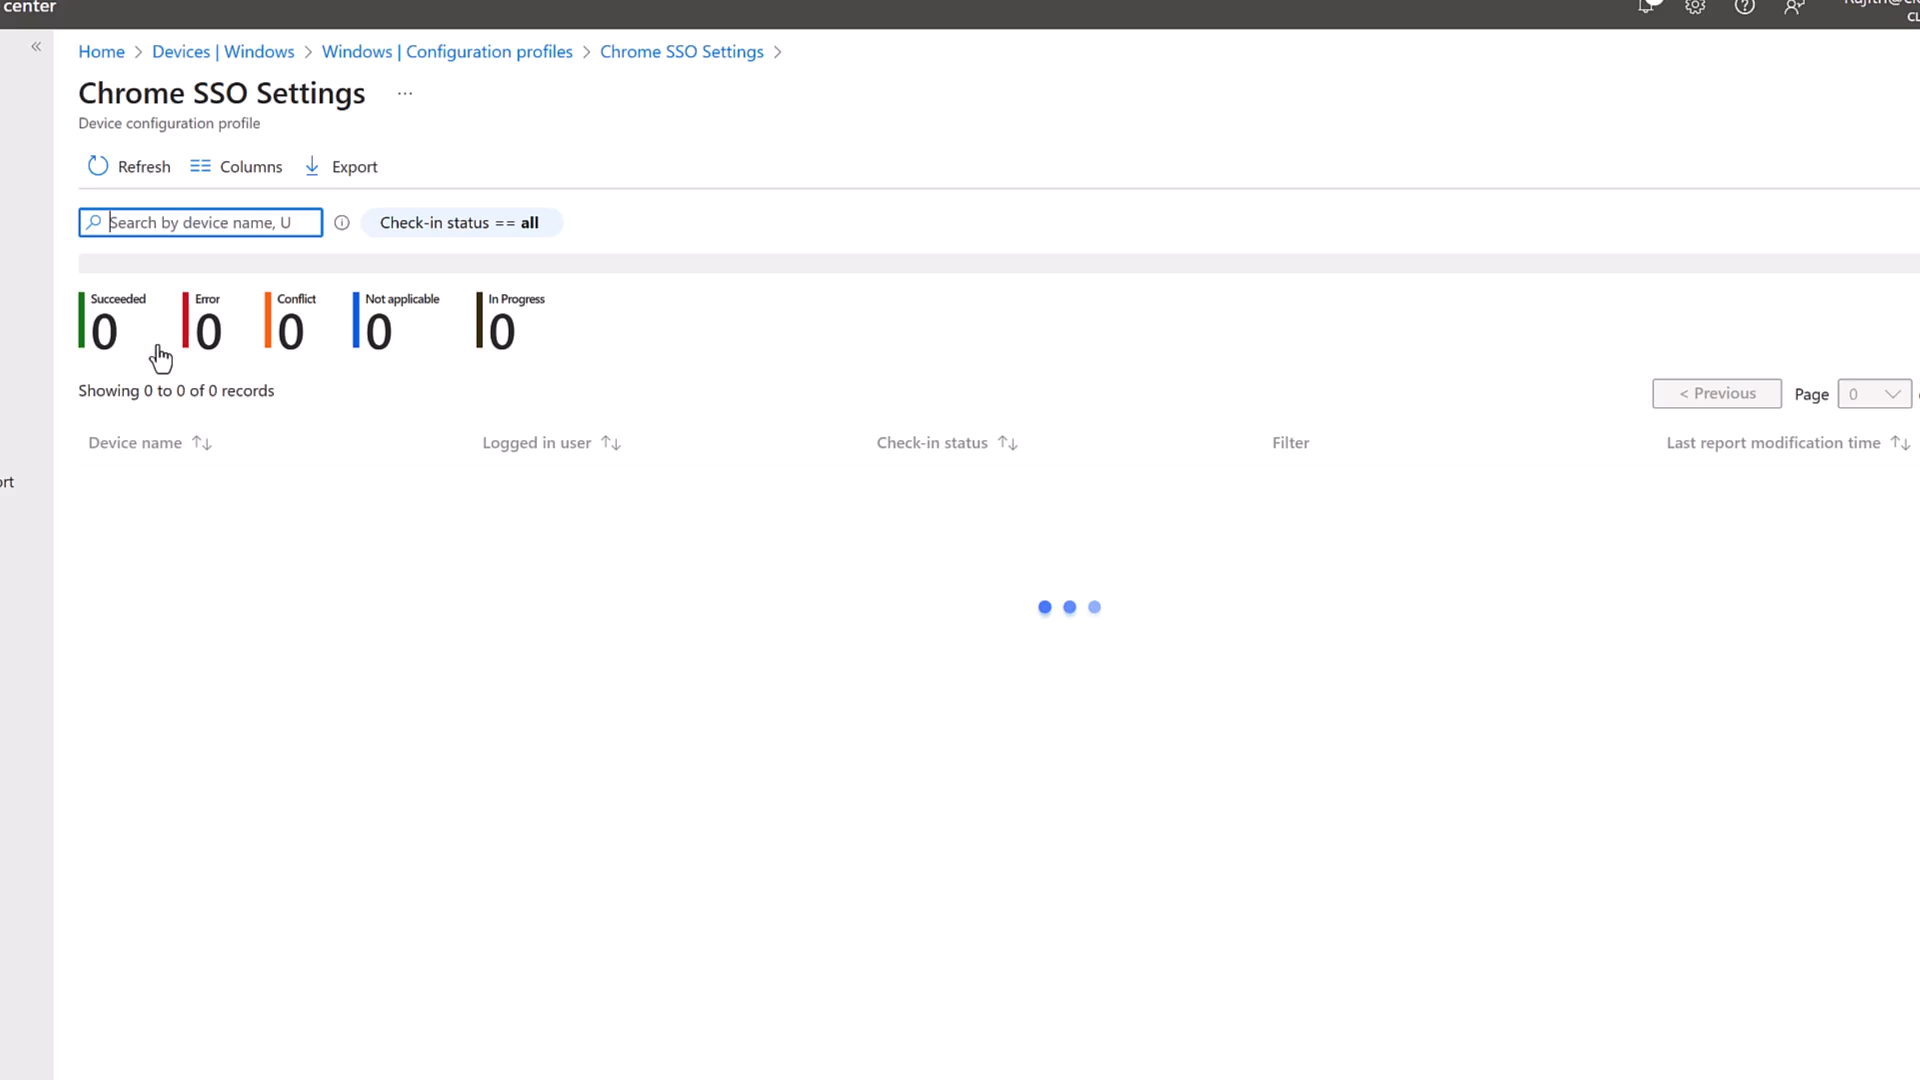 center
Home > Devices | Windows > Windows | Configuration profiles > Chrome SSO Settings >
Chrome SSO Settings ...
Device configuration profile
Refresh Columns Export
Search by device name, U Check-in status == all
Succeeded Error Conflict Not applicable In Progress
0 0 0 0 0
Showing 0 to 0 of 0 records
< Previous Page 0
Device name Logged in user Check-in status Filter Last report modification time
ort